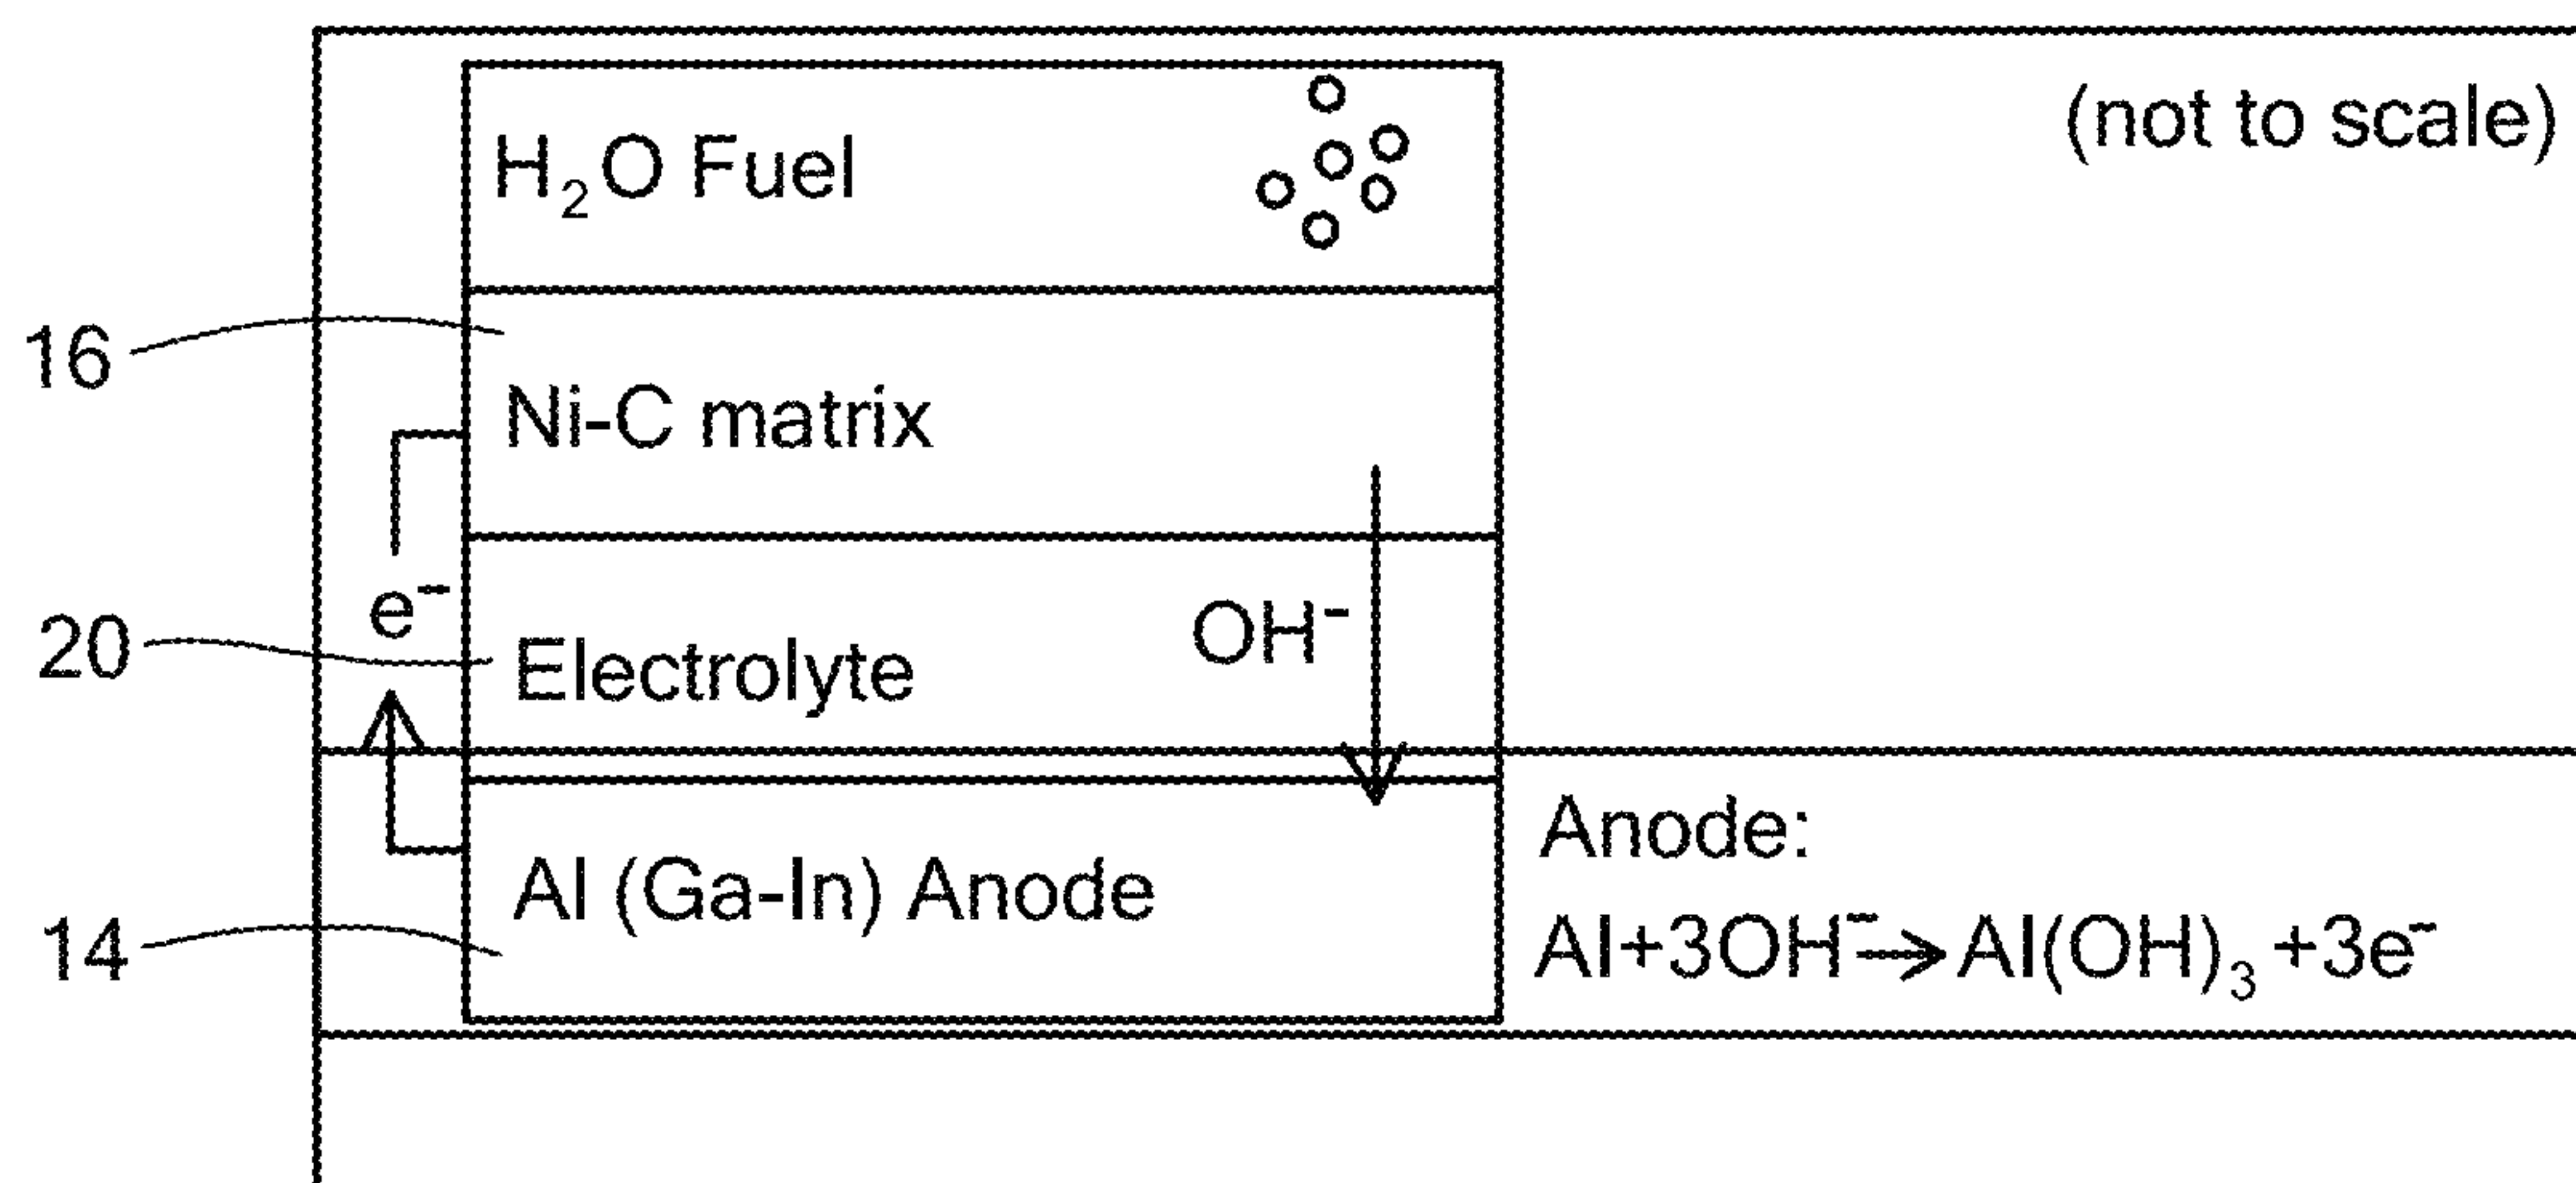 (not to scale)
H₂O Fuel
16
Ni-C matrix
e⁻
20
Electrolyte
OH⁻
14
Al (Ga-In) Anode
Anode:
Al+3OH⁻→Al(OH)₃+3e⁻